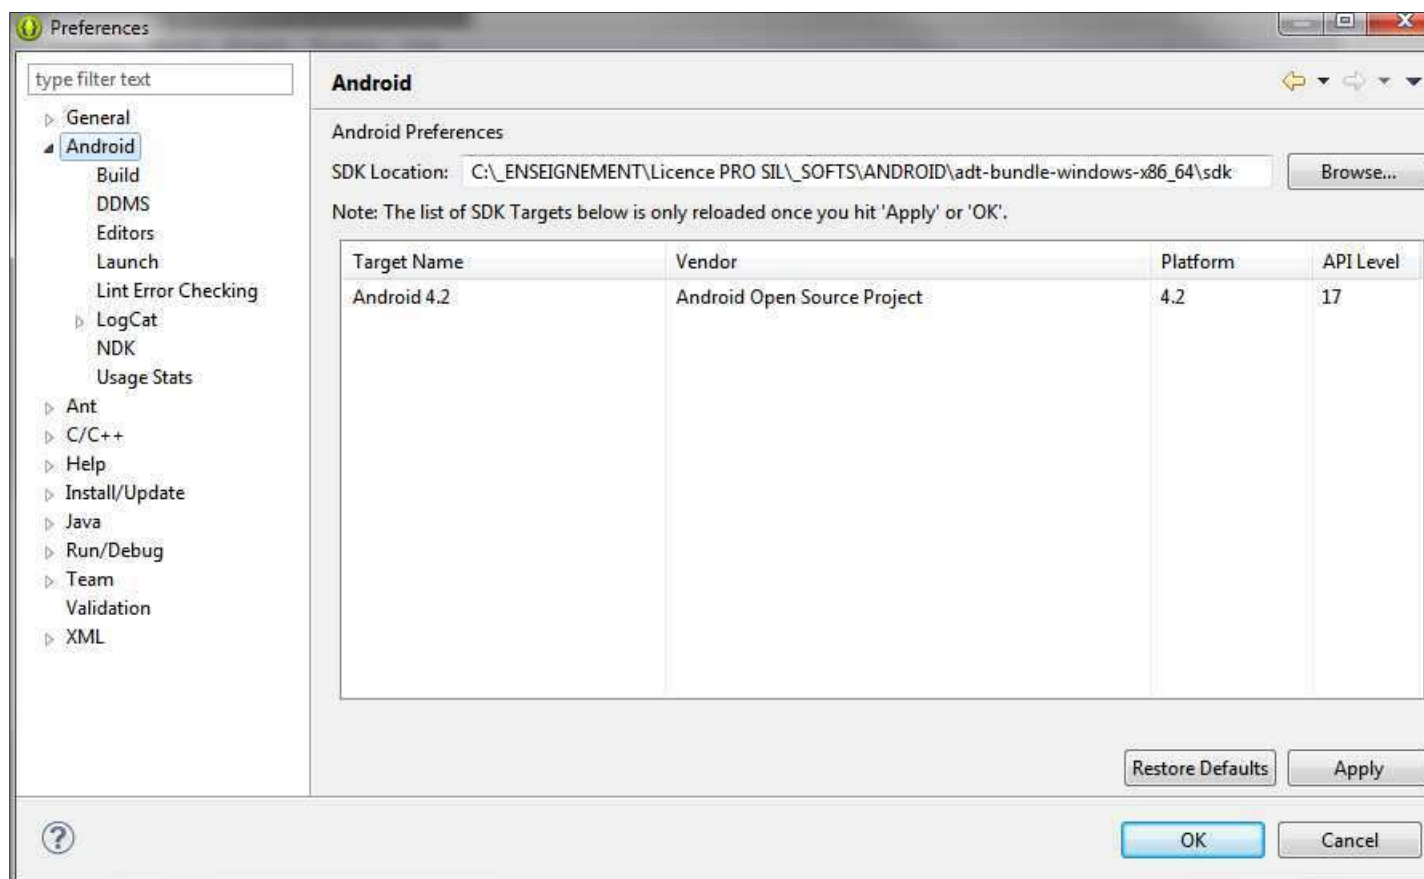 Preferences
type filter text
General
Android
Build
DDMS
Editors
Launch
Lint Error Checking
LogCat
NDK
Usage Stats
Ant
C/C++
Help
Install/Update
Java
Run/Debug
Team
Validation
XML
Android
Android Preferences
SDK Location: C:\_ENSEIGNEMENT\Licence PRO SIL\_SOFTS\ANDROID\adt-bundle-windows-x86_64\sdk Browse...
Note: The list of SDK Targets below is only reloaded once you hit 'Apply' or 'OK'.
Target Name Vendor Platform API Level
Android 4.2 Android Open Source Project 4.2 17
Restore Defaults Apply
OK Cancel